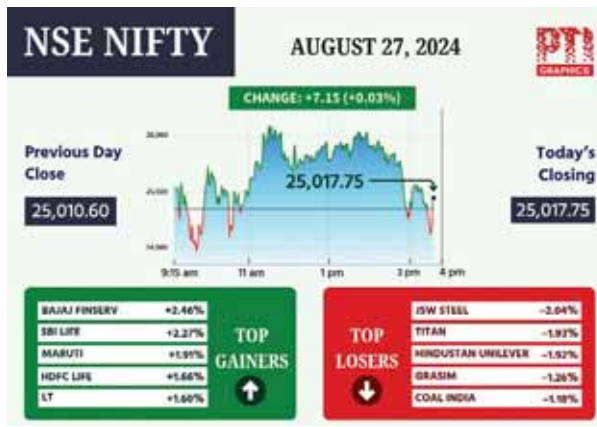 NSE NIFTY
AUGUST 27, 2024
PTI
GRAPHICS
CHANGE: +7.15 (+0.03%)
Previous Day
Close
25,010.60
25,017.75
Today's
Closing
25,017.75
9:15 am 11 am 1 pm 3 pm 4 pm
BAJAJ FINSERV +2.46%
SBI LIFE +2.27%
MARUTI +1.91%
HDFC LIFE +1.66%
LT +1.60%
TOP
GAINERS
TOP
LOSERS
JSW STEEL -2.04%
TITAN -1.93%
HINDUSTAN UNILEVER -1.92%
GRASIM -1.26%
COAL INDIA -1.18%